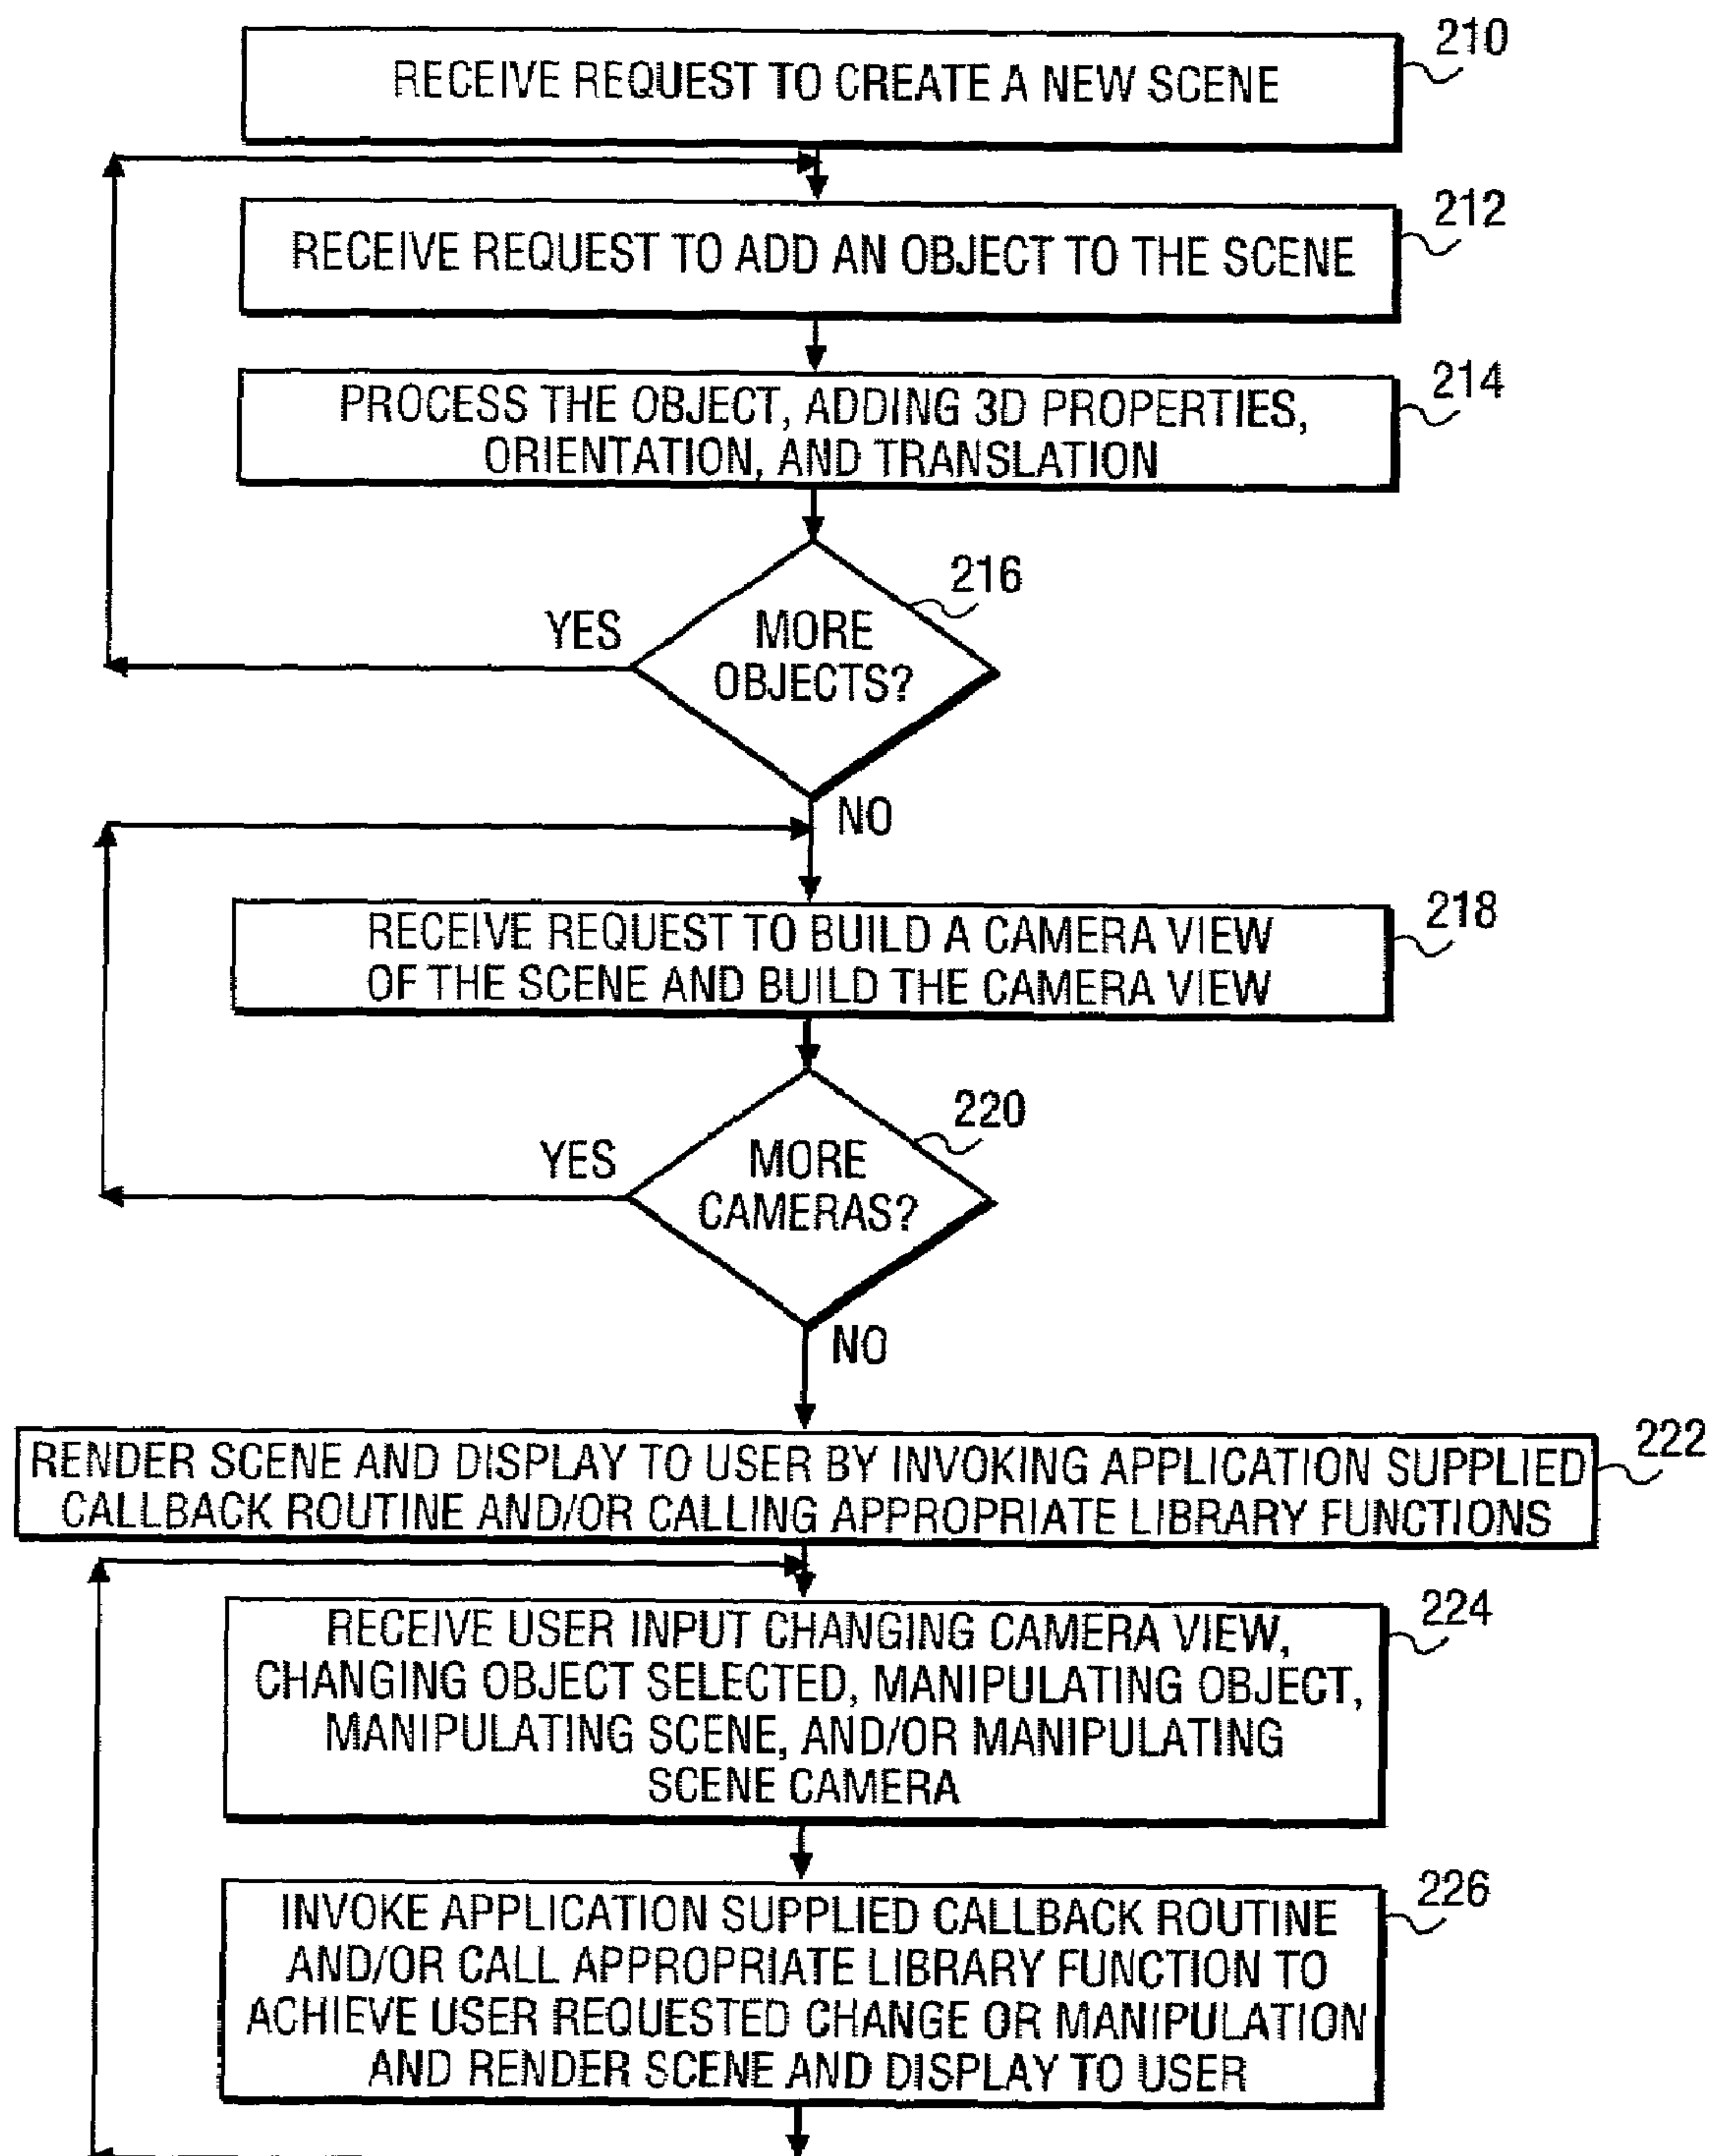 210
RECEIVE REQUEST TO CREATE A NEW SCENE
212
RECEIVE REQUEST TO ADD AN OBJECT TO THE SCENE
214
PROCESS THE OBJECT, ADDING 3D PROPERTIES,
ORIENTATION, AND TRANSLATION
216
YES
MORE
OBJECTS?
NO
218
RECEIVE REQUEST TO BUILD A CAMERA VIEW
OF THE SCENE AND BUILD THE CAMERA VIEW
220
YES
MORE
CAMERAS?
NO
222
RENDER SCENE AND DISPLAY TO USER BY INVOKING APPLICATION SUPPLIED
CALLBACK ROUTINE AND/OR CALLING APPROPRIATE LIBRARY FUNCTIONS
224
RECEIVE USER INPUT CHANGING CAMERA VIEW,
CHANGING OBJECT SELECTED, MANIPULATING OBJECT,
MANIPULATING SCENE, AND/OR MANIPULATING
SCENE CAMERA
226
INVOKE APPLICATION SUPPLIED CALLBACK ROUTINE
AND/OR CALL APPROPRIATE LIBRARY FUNCTION TO
ACHIEVE USER REQUESTED CHANGE OR MANIPULATION
AND RENDER SCENE AND DISPLAY TO USER